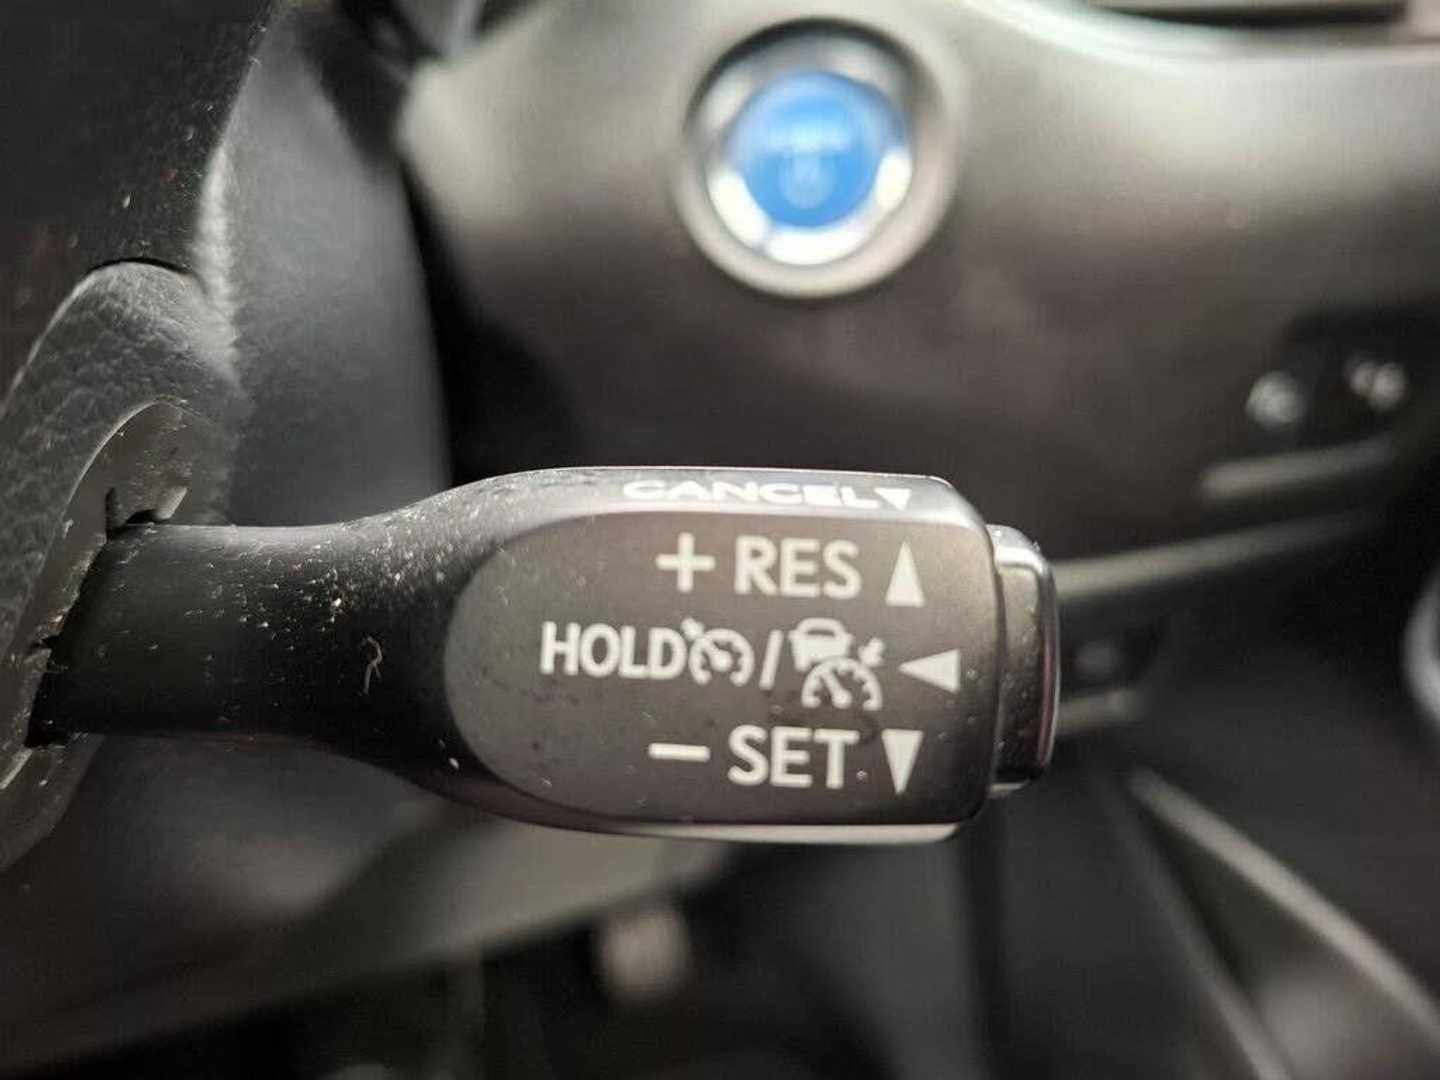 CANCEL
+ RES
HOLD /
- SET